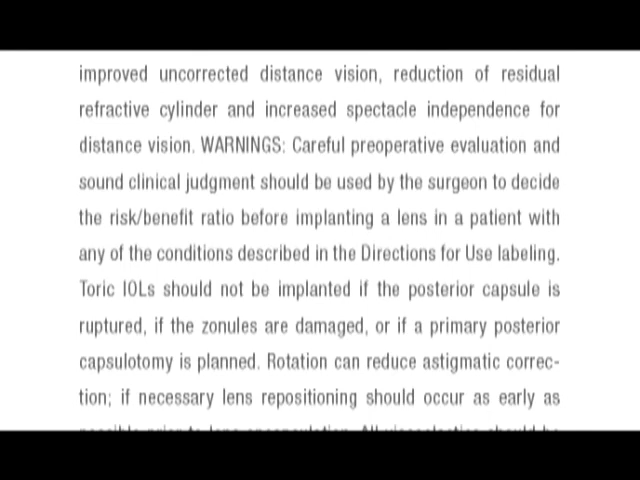 improved uncorrected distance vision, reduction of residual
refractive cylinder and increased spectacle independence for
distance vision. WARNINGS: Careful preoperative evaluation and
sound clinical judgment should be used by the surgeon to decide
the risk/benefit ratio before implanting a lens in a patient with
any of the conditions described in the Directions for Use labeling.
Toric IOLs should not be implanted if the posterior capsule is
ruptured, if the zonules are damaged, or if a primary posterior
capsulotomy is planned. Rotation can reduce astigmatic correc-
tion; if necessary lens repositioning should occur as early as